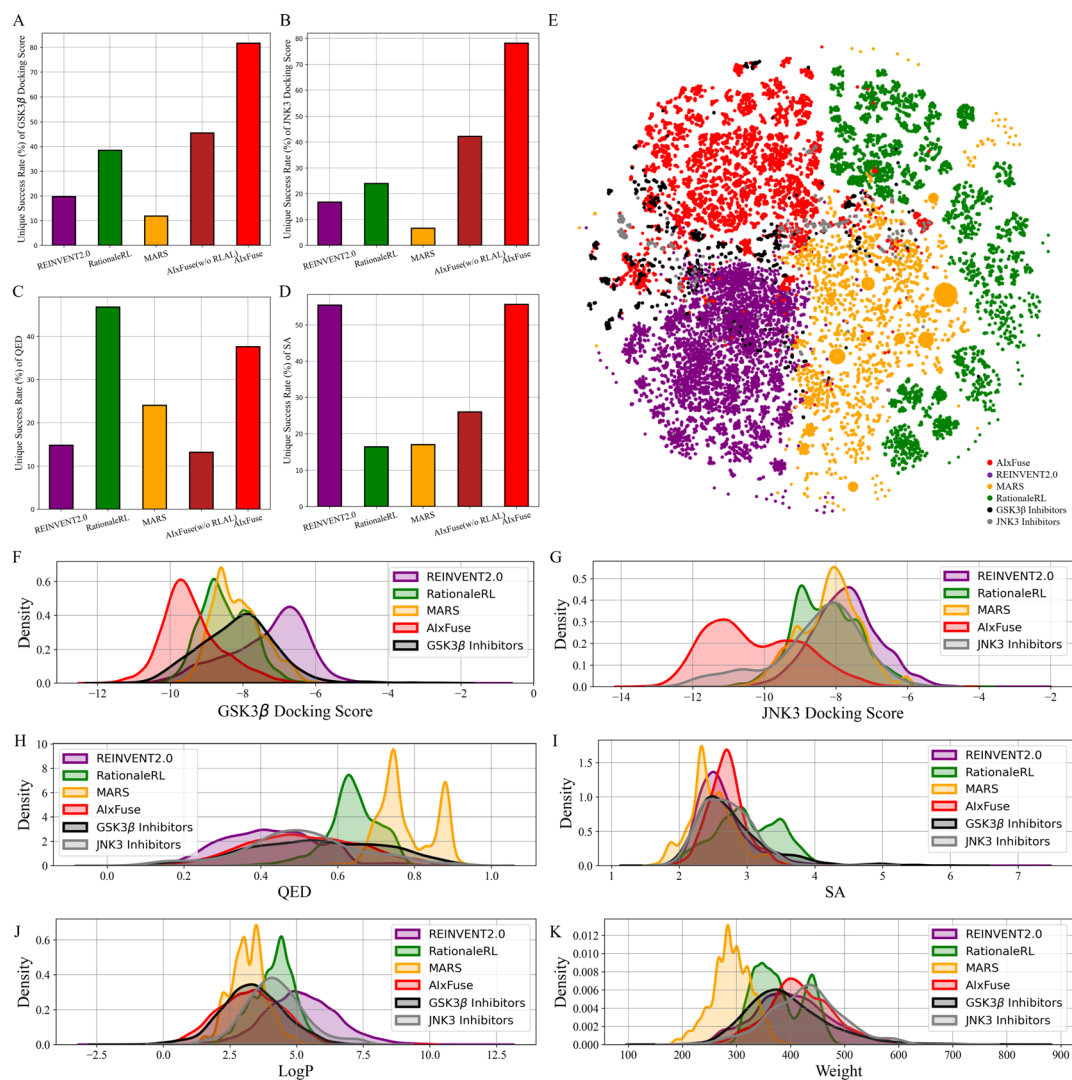 A
Unique Success Rate (%) of GSK3β Docking Score
80
70
60
50
40
30
20
10
0
REINVENT2.0
RationaleRL
MARS
AIxFuse(w/o RLAL)
AIxFuse
B
Unique Success Rate (%) of JNK3 Docking Score
80
70
60
50
40
30
20
10
0
REINVENT2.0
RationaleRL
MARS
AIxFuse(w/o RLAL)
AIxFuse
C
Unique Success Rate (%) of QED
40
30
20
10
0
REINVENT2.0
RationaleRL
MARS
AIxFuse(w/o RLAL)
AIxFuse
D
Unique Success Rate (%) of SA
50
40
30
20
10
0
REINVENT2.0
RationaleRL
MARS
AIxFuse(w/o RLAL)
AIxFuse
E
AIxFuse
REINVENT2.0
MARS
RationaleRL
GSK3β Inhibitors
JNK3 Inhibitors
F
Density
0.6
0.4
0.2
0.0
−12 −10 −8 −6 −4 −2 0
GSK3β Docking Score
REINVENT2.0
RationaleRL
MARS
AIxFuse
GSK3β Inhibitors
G
Density
0.5
0.4
0.3
0.2
0.1
0.0
−14 −12 −10 −8 −6 −4 −2
JNK3 Docking Score
REINVENT2.0
RationaleRL
MARS
AIxFuse
JNK3 Inhibitors
H
Density
10
8
6
4
2
0
0.0 0.2 0.4 0.6 0.8 1.0
QED
REINVENT2.0
RationaleRL
MARS
AIxFuse
GSK3β Inhibitors
JNK3 Inhibitors
I
Density
1.5
1.0
0.5
0.0
2 3 4 5 6 7
SA
REINVENT2.0
RationaleRL
MARS
AIxFuse
GSK3β Inhibitors
JNK3 Inhibitors
J
Density
0.6
0.4
0.2
0.0
−2.5 0.0 2.5 5.0 7.5 10.0 12.5
LogP
REINVENT2.0
RationaleRL
MARS
AIxFuse
GSK3β Inhibitors
JNK3 Inhibitors
K
Density
0.012
0.010
0.008
0.006
0.004
0.002
0.000
100 200 300 400 500 600 700 800 900
Weight
REINVENT2.0
RationaleRL
MARS
AIxFuse
GSK3β Inhibitors
JNK3 Inhibitors